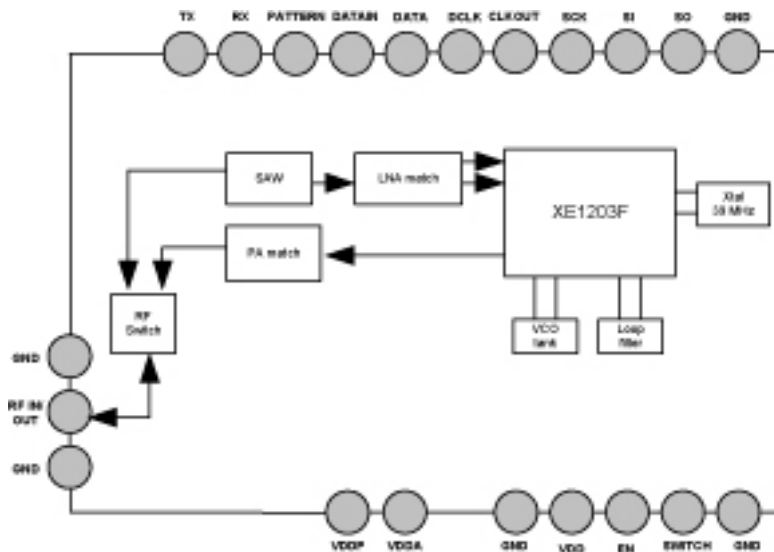 TX RX PATTERN DATAIN DATA DCLK CLKOUT SCK SI SO GND
SAW
LNA match
XE1203F
Xtal
39 MHz
PA match
RF
Switch
VCO
tank
Loop
filter
GND
RF IN/
OUT
GND
VDDP VDDA GND VDD EN SWITCH GND